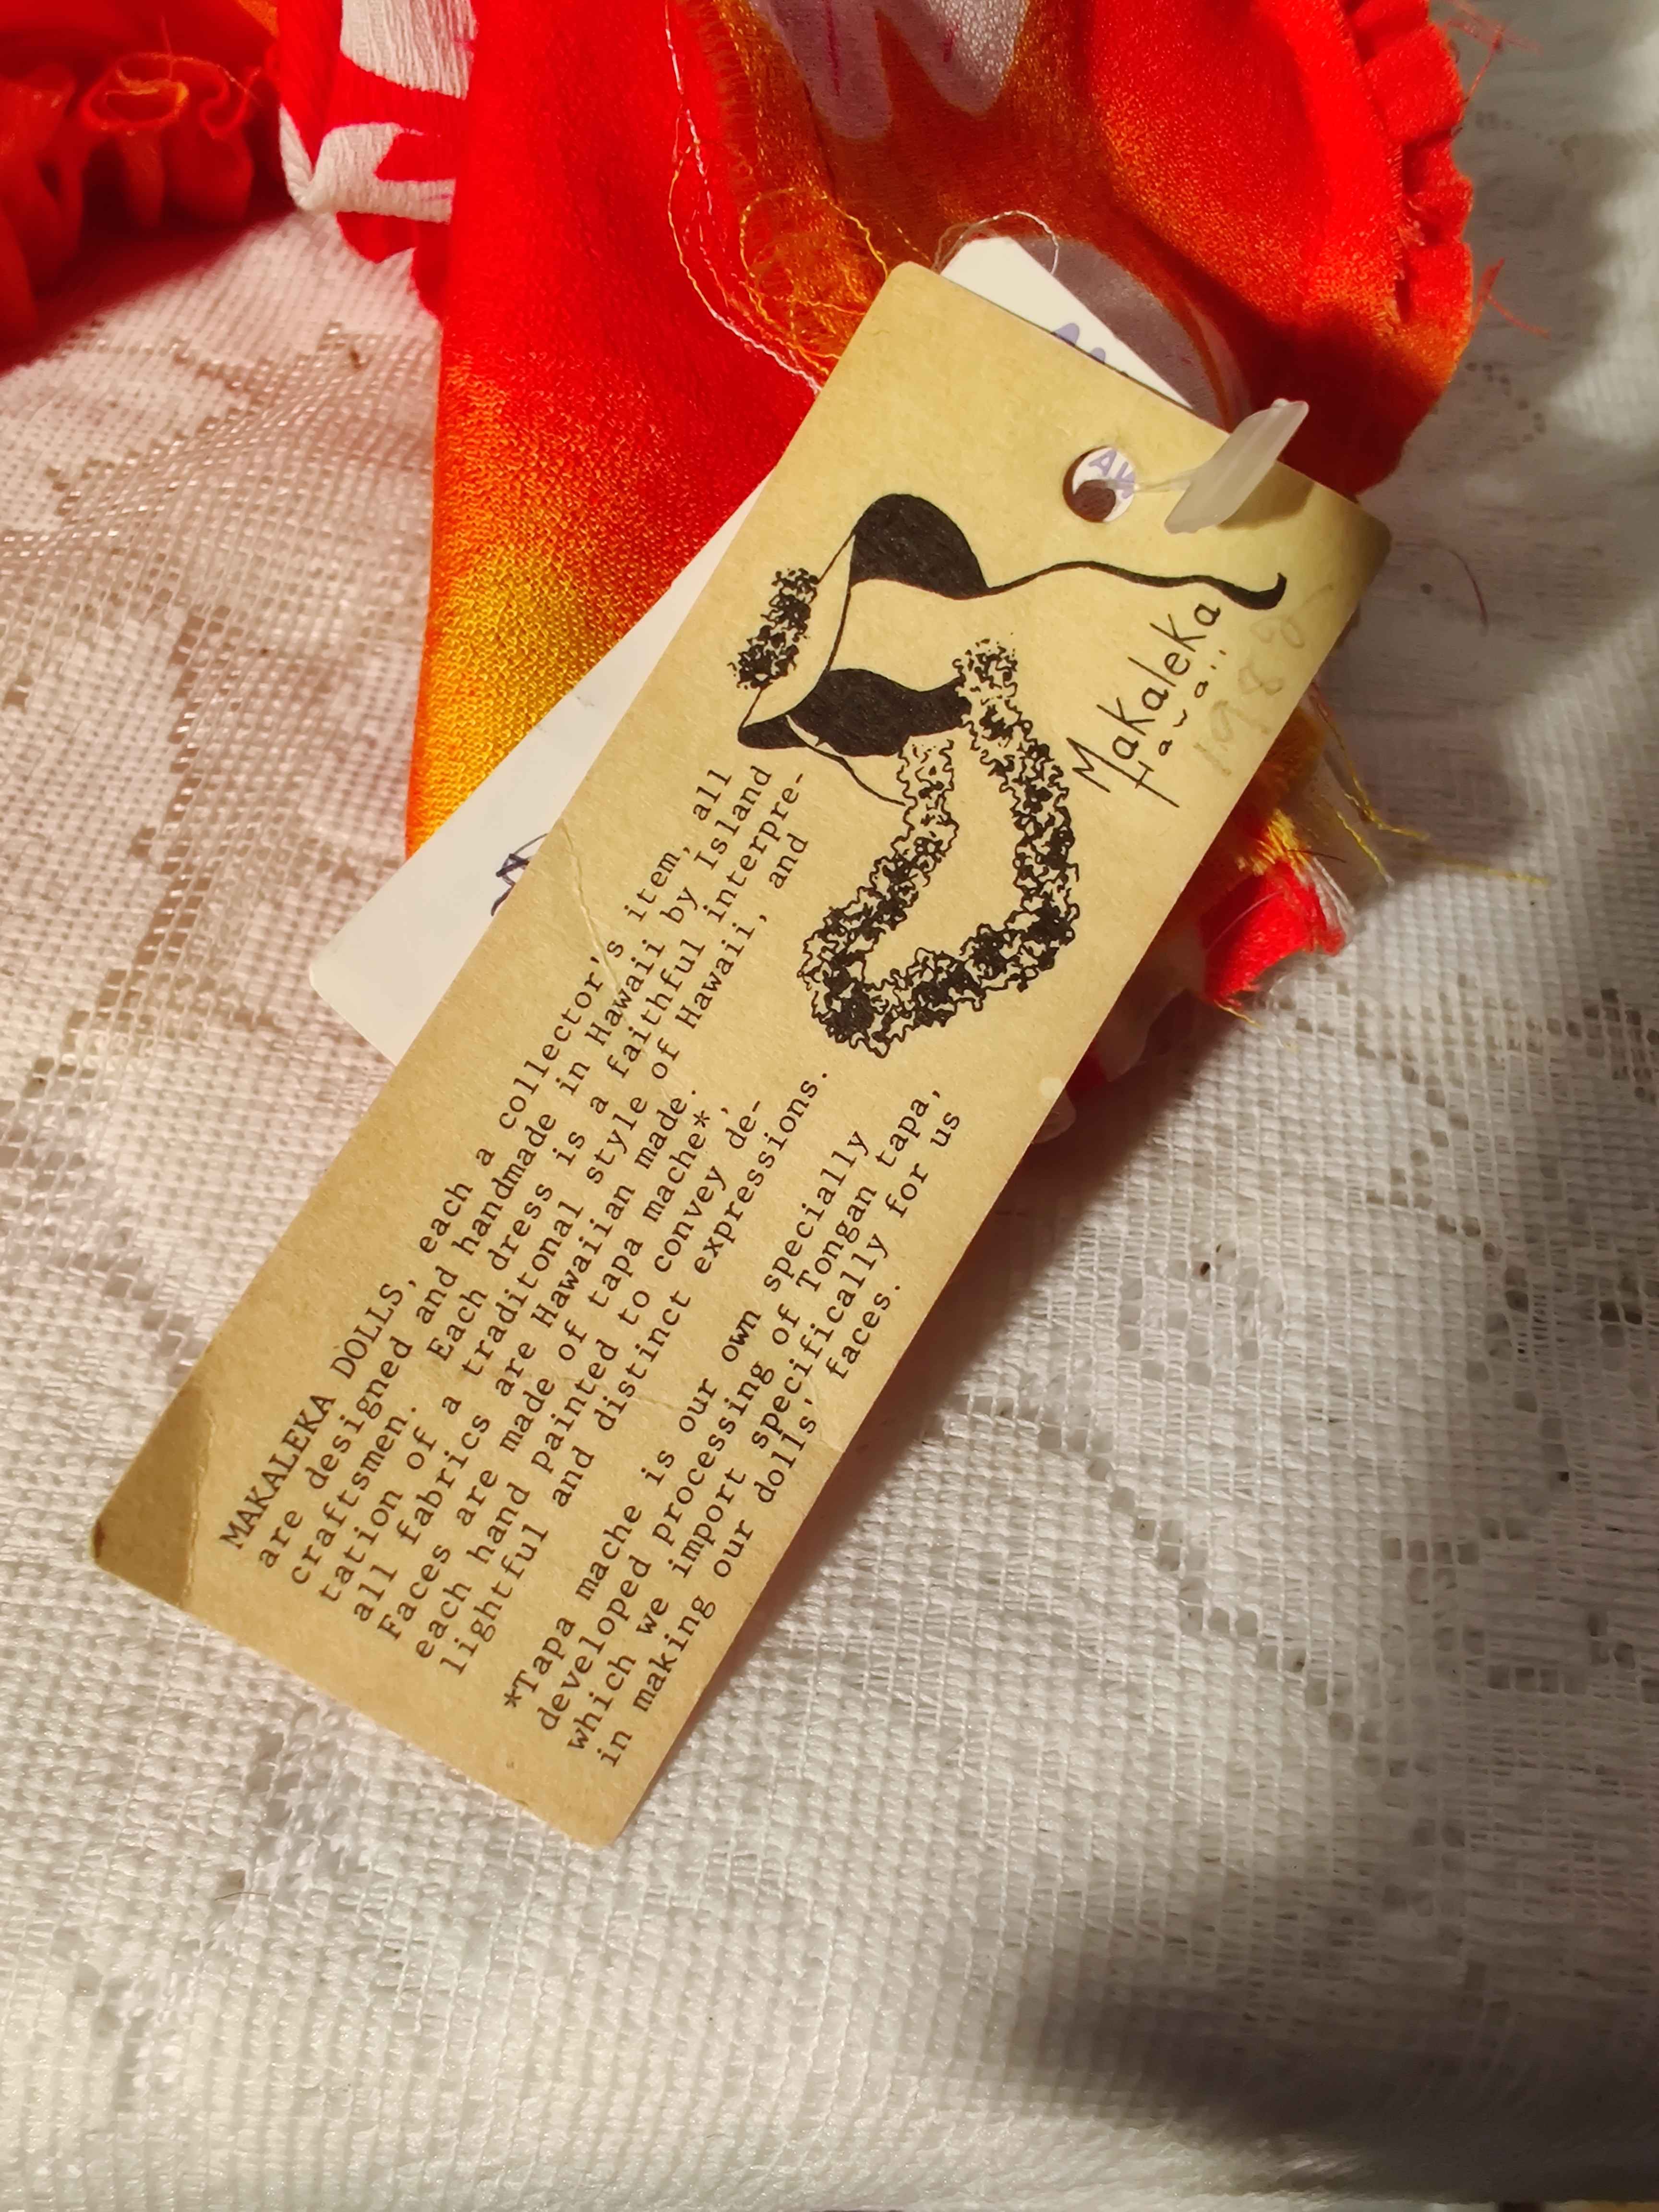 Makaleka
Hawaii
MAKALEKA DOLLS, each a collector's item, all
are designed and handmade in Hawaii by Island
craftsmen. Each dress is a faithful interpre-
tation of a traditonal style of Hawaii, and
all fabrics are Hawaiian made.
Faces are made of tapa mache*,
each hand painted to convey de-
lightful and distinct expressions.
*Tapa mache is our own specially
developed processing of Tongan tapa,
which we import specifically for us
in making our dolls' faces.